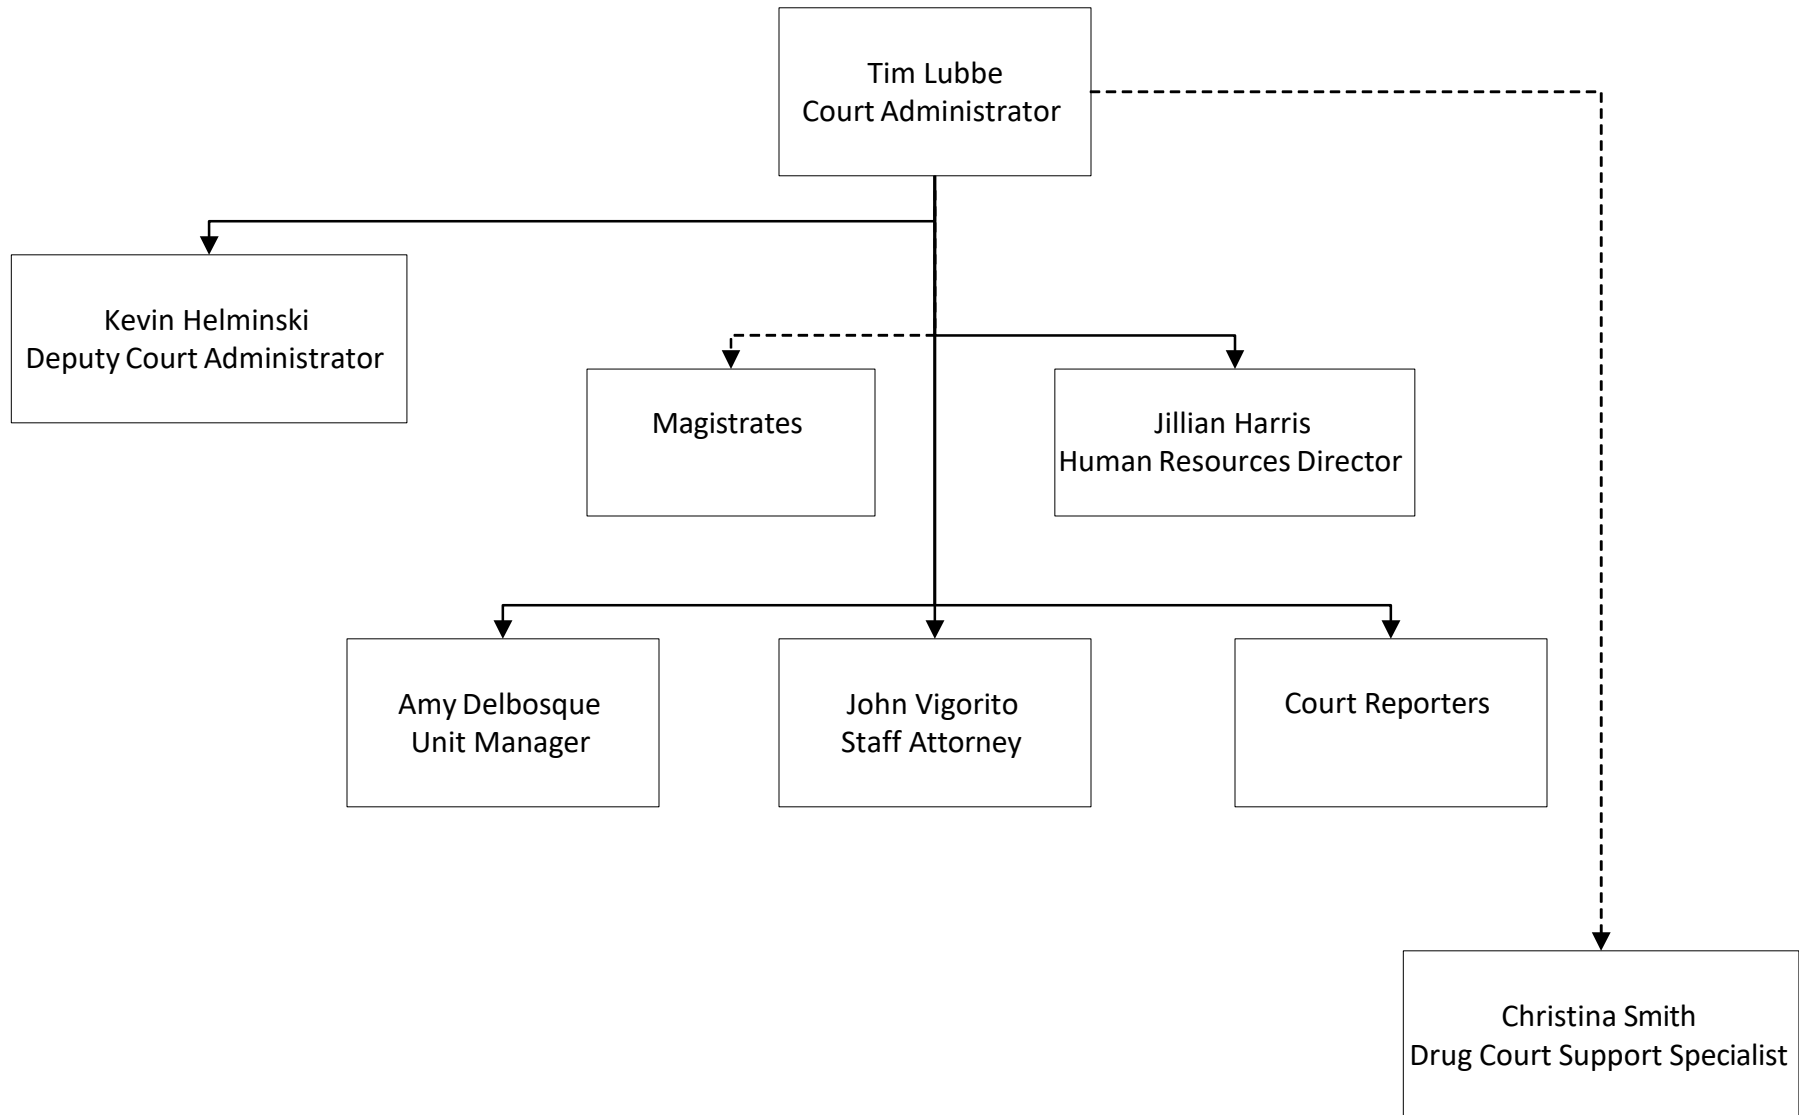 Tim Lubbe
Court Administrator
Kevin Helminski
Deputy Court Administrator
Magistrates
Jillian Harris
Human Resources Director
Amy Delbosque
Unit Manager
John Vigorito
Staff Attorney
Court Reporters
Christina Smith
Drug Court Support Specialist